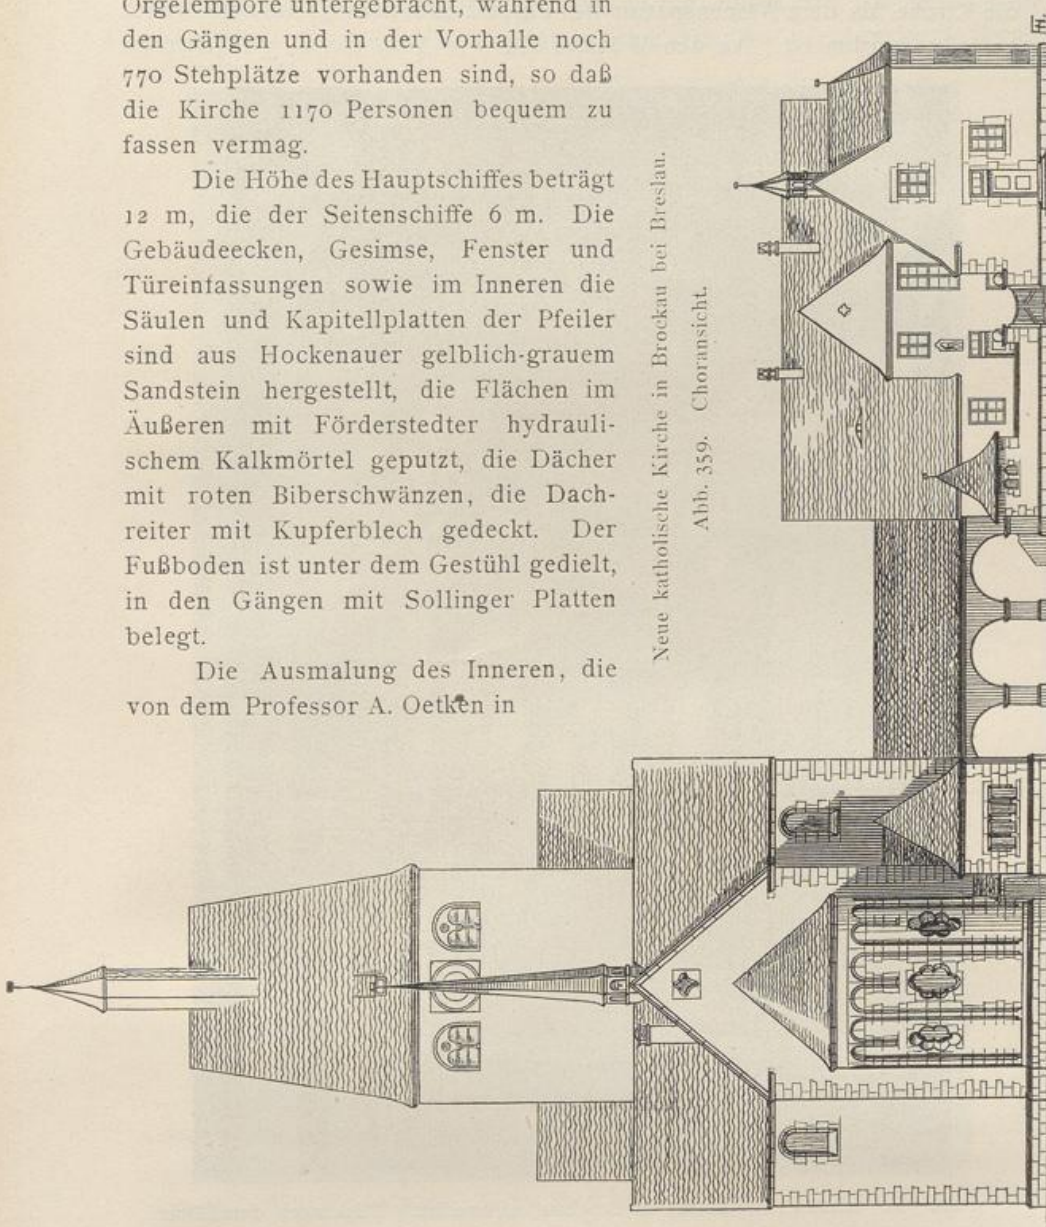 Orgelempore untergebracht, während in
den Gängen und in der Vorhalle noch
770 Stehplätze vorhanden sind, so daß
die Kirche 1170 Personen bequem zu
fassen vermag.
Die Höhe des Hauptschiffes beträgt
12 m, die der Seitenschiffe 6 m. Die
Gebäudeecken, Gesimse, Fenster und
Türeinfassungen sowie im Inneren die
Säulen und Kapitellplatten der Pfeiler
sind aus Hockenauer gelblich-grauem
Sandstein hergestellt, die Flächen im
Äußeren mit Förderstedter hydrauli-
schem Kalkmörtel geputzt, die Dächer
mit roten Biberschwänzen, die Dach-
reiter mit Kupferblech gedeckt. Der
Fußboden ist unter dem Gestühl gedielt,
in den Gängen mit Sollinger Platten
belegt.
Die Ausmalung des Inneren, die
von dem Professor A. Oetken in
Neue katholische Kirche in Brockau bei Breslau.
Abb. 359. Choransicht.